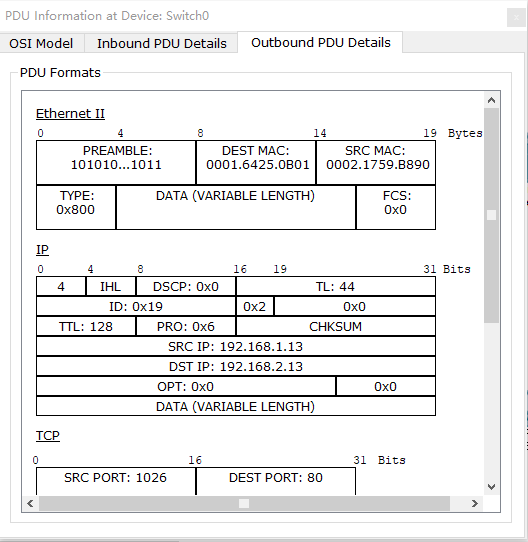 PDU Information at Device: Switch0
OSI Model Inbound PDU Details Outbound PDU Details
PDU Formats
Ethernet II
0 4 8 14 19 Bytes
PREAMBLE: DEST MAC: SRC MAC:
101010...1011 0001.6425.0B01 0002.1759.B890
TYPE: DATA (VARIABLE LENGTH) FCS:
0x800 0x0
IP
0 4 8 16 19 31 Bits
4 IHL DSCP: 0x0 TL: 44
ID: 0x19 0x2 0x0
TTL: 128 PRO: 0x6 CHKSUM
SRC IP: 192.168.1.13
DST IP: 192.168.2.13
OPT: 0x0 0x0
DATA (VARIABLE LENGTH)
TCP
0 16 31 Bits
SRC PORT: 1026 DEST PORT: 80